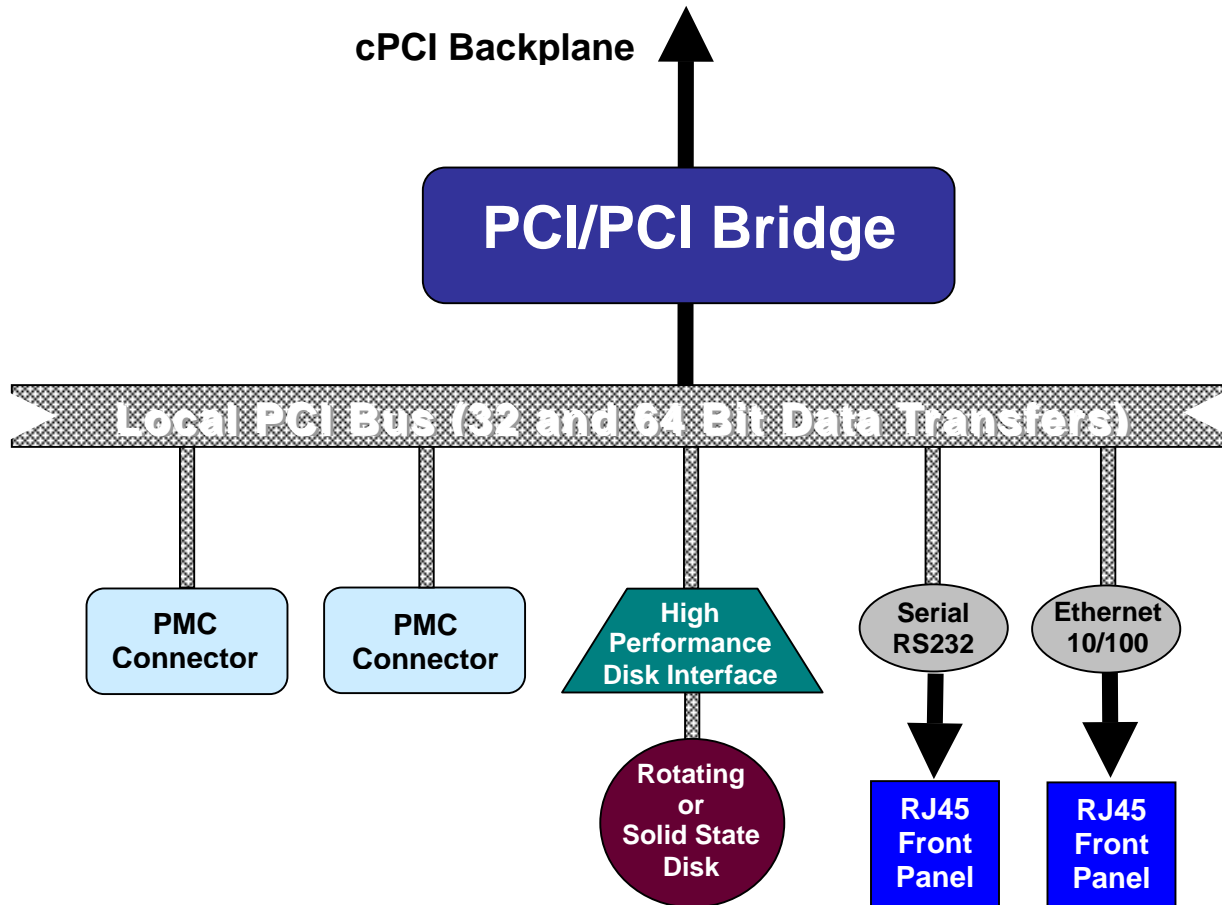 cPCI Backplane
PCI/PCI Bridge
Local PCI Bus (32 and 64 Bit Data Transfers)
PMC
Connector
PMC
Connector
High
Performance
Disk Interface
Serial
RS232
Ethernet
10/100
Rotating
or
Solid State
Disk
RJ45
Front
Panel
RJ45
Front
Panel